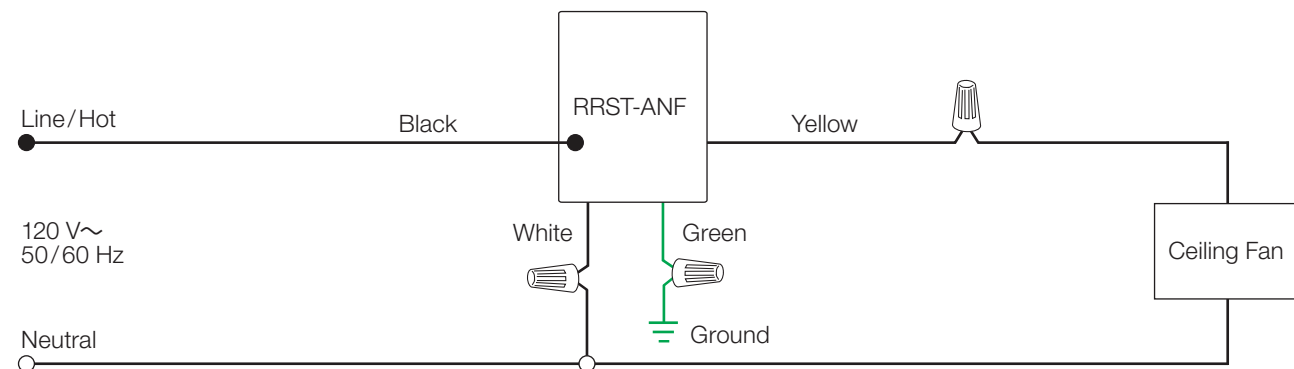 RRST-ANF
Line/Hot
Black
Yellow
120 V~
50/60 Hz
White
Green
Ceiling Fan
Neutral
Ground